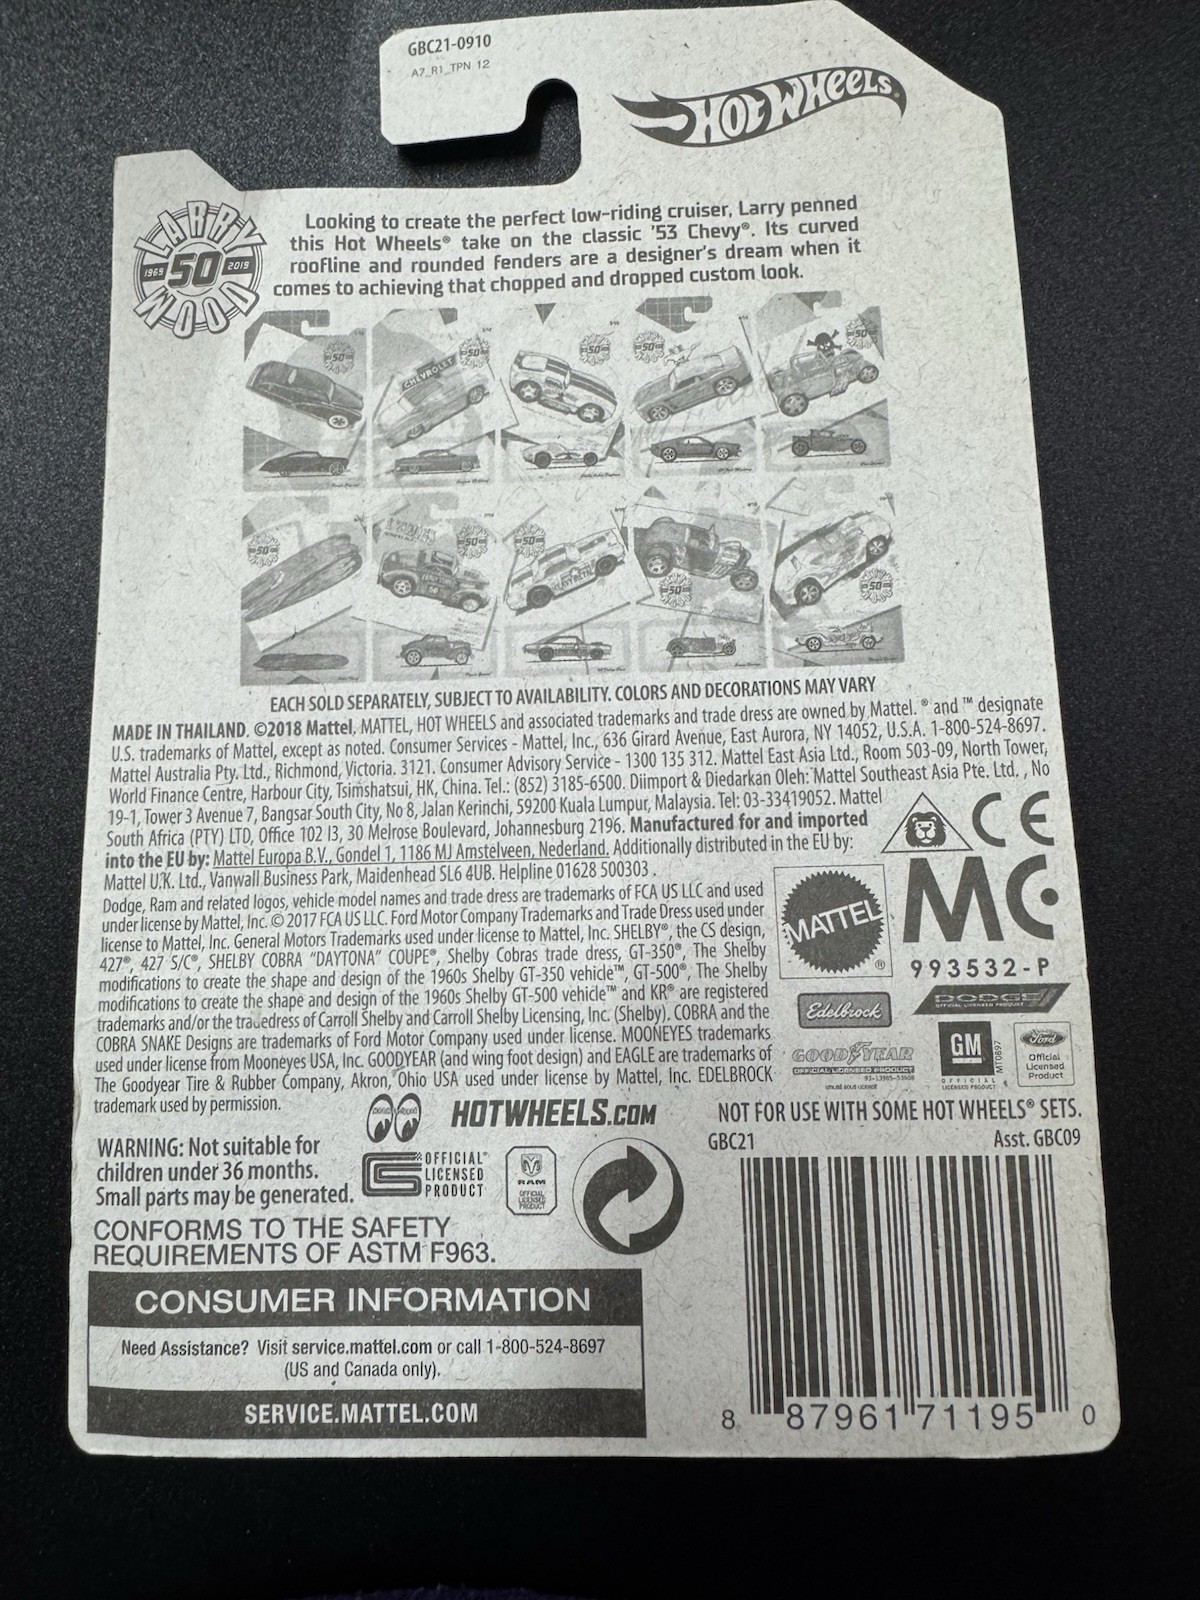 GBC21-0910
A7_R1_TPN 12
HOT WHEELS®
LARRY
1969 50 2019
WOOD
Looking to create the perfect low-riding cruiser, Larry penned
this Hot Wheels® take on the classic '53 Chevy®. Its curved
roofline and rounded fenders are a designer's dream when it
comes to achieving that chopped and dropped custom look.
CHEVROLET
EACH SOLD SEPARATELY, SUBJECT TO AVAILABILITY. COLORS AND DECORATIONS MAY VARY
MADE IN THAILAND. ©2018 Mattel. MATTEL, HOT WHEELS and associated trademarks and trade dress are owned by Mattel. ® and ™ designate
U.S. trademarks of Mattel, except as noted. Consumer Services - Mattel, Inc., 636 Girard Avenue, East Aurora, NY 14052, U.S.A. 1-800-524-8697.
Mattel Australia Pty. Ltd., Richmond, Victoria. 3121. Consumer Advisory Service - 1300 135 312. Mattel East Asia Ltd., Room 503-09, North Tower,
World Finance Centre, Harbour City, Tsimshatsui, HK, China. Tel.: (852) 3185-6500. Diimport & Diedarkan Oleh: Mattel Southeast Asia Pte. Ltd. , No
19-1, Tower 3 Avenue 7, Bangsar South City, No 8, Jalan Kerinchi, 59200 Kuala Lumpur, Malaysia. Tel: 03-33419052. Mattel
South Africa (PTY) LTD, Office 102 I3, 30 Melrose Boulevard, Johannesburg 2196. Manufactured for and imported
into the EU by: Mattel Europa B.V., Gondel 1, 1186 MJ Amstelveen, Nederland. Additionally distributed in the EU by:
Mattel U.K. Ltd., Vanwall Business Park, Maidenhead SL6 4UB. Helpline 01628 500303 .
Dodge, Ram and related logos, vehicle model names and trade dress are trademarks of FCA US LLC and used
under license by Mattel, Inc. © 2017 FCA US LLC. Ford Motor Company Trademarks and Trade Dress used under
license to Mattel, Inc. General Motors Trademarks used under license to Mattel, Inc. SHELBY®, the CS design,
427®, 427 S/C®, SHELBY COBRA "DAYTONA" COUPE®, Shelby Cobras trade dress, GT-350®, The Shelby
modifications to create the shape and design of the 1960s Shelby GT-350 vehicle™, GT-500®, The Shelby
modifications to create the shape and design of the 1960s Shelby GT-500 vehicle™ and KR® are registered
trademarks and/or the tradedress of Carroll Shelby and Carroll Shelby Licensing, Inc. (Shelby). COBRA and the
COBRA SNAKE Designs are trademarks of Ford Motor Company used under license. MOONEYES trademarks
used under license from Mooneyes USA, Inc. GOODYEAR (and wing foot design) and EAGLE are trademarks of
The Goodyear Tire & Rubber Company, Akron, Ohio USA used under license by Mattel, Inc. EDELBROCK
trademark used by permission.
CE
MATTEL®
MC
993532-P
Edelbrock
DODGE
OFFICIAL LICENSED PRODUCT
GOODYEAR
OFFICIAL LICENSED PRODUCT
GM
OFFICIAL
LICENSED PRODUCT
MT0897
Ford
Official
Licensed
Product
HOTWHEELS.COM
NOT FOR USE WITH SOME HOT WHEELS® SETS.
GBC21 Asst. GBC09
WARNING: Not suitable for
children under 36 months.
Small parts may be generated.
OFFICIAL
LICENSED
PRODUCT
RAM
OFFICIAL
LICENSED
PRODUCT
CONFORMS TO THE SAFETY
REQUIREMENTS OF ASTM F963.
CONSUMER INFORMATION
Need Assistance? Visit service.mattel.com or call 1-800-524-8697
(US and Canada only).
SERVICE.MATTEL.COM
8 87961 71195 0